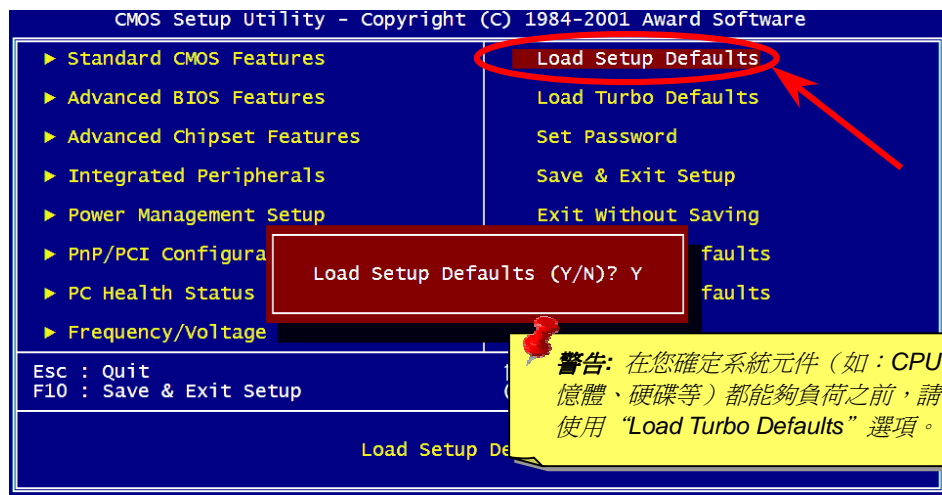 CMOS Setup Utility - Copyright (C) 1984-2001 Award Software
▶ Standard CMOS Features
▶ Advanced BIOS Features
▶ Advanced Chipset Features
▶ Integrated Peripherals
▶ Power Management Setup
▶ PnP/PCI Configura
▶ PC Health Status
▶ Frequency/Voltage
Load Setup Defaults
Load Turbo Defaults
Set Password
Save & Exit Setup
Exit Without Saving
faults
faults
Load Setup Defaults (Y/N)? Y
Esc : Quit
F10 : Save & Exit Setup
Load Setup De
警告: 在您確定系統元件（如：CPU
憶體、硬碟等）都能夠負荷之前，請
使用“Load Turbo Defaults”選項。